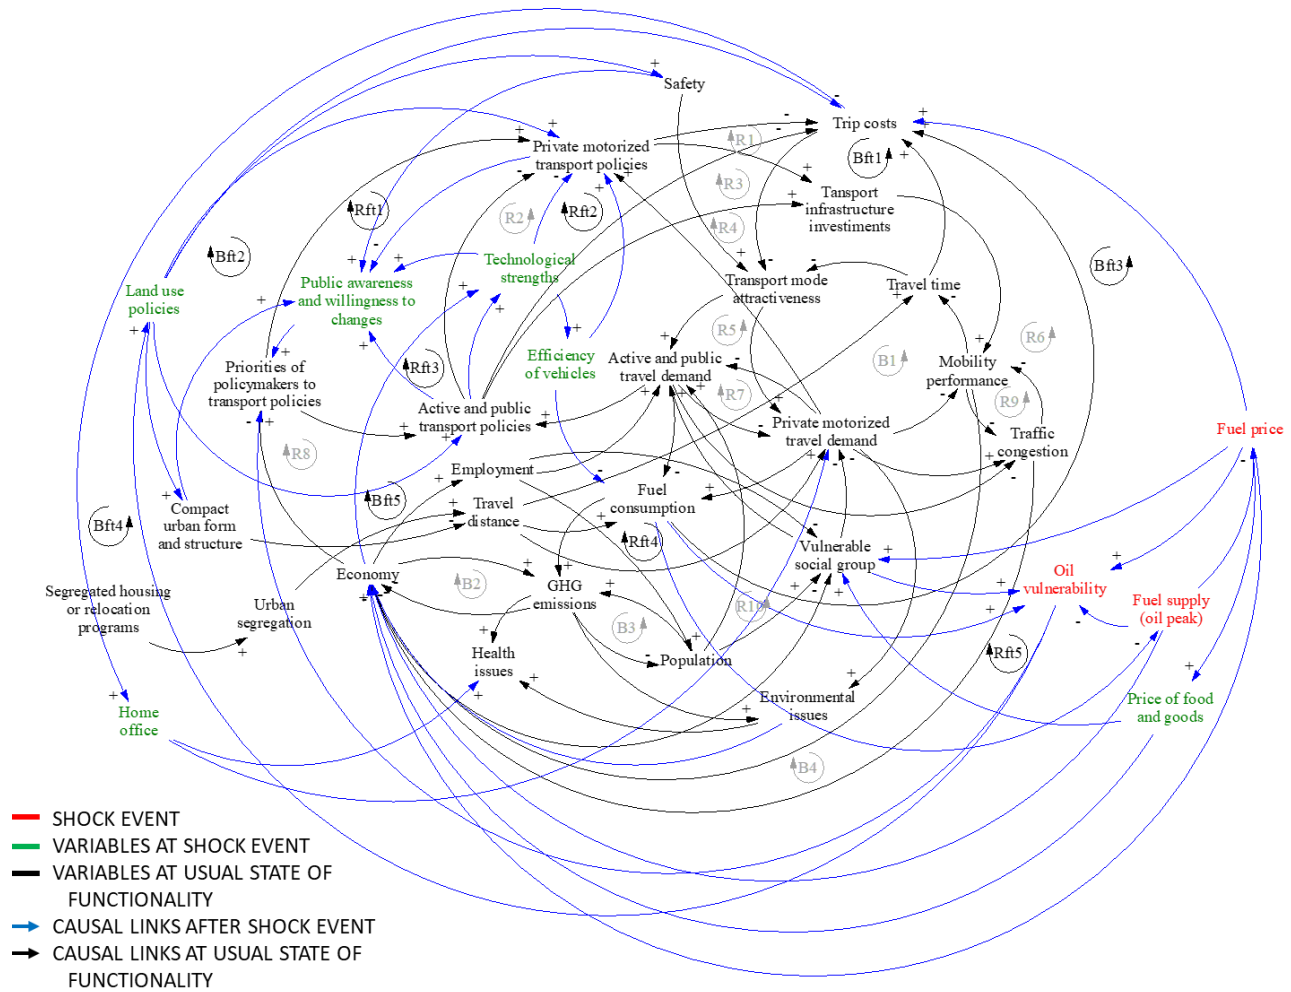 Safety
Trip costs
Private motorized
transport policies
R1
Bft1
R3
Tansport
infrastructure
investiments
Rft1
R2
Rft2
R4
Bft2
Bft3
Technological
strengths
Public awareness
and willingness to
changes
Land use
policies
Transport mode
attractiveness
Travel time
R5
R6
Efficiency
of vehicles
Active and public
travel demand
B1
Mobility
performance
Rft3
Priorities of
policymakers to
transport policies
R7
R9
Active and public
transport policies
Private motorized
travel demand
Traffic
congestion
Fuel price
R8
Employment
Fuel
consumption
Bft5
Travel
distance
Compact
urban form
and structure
Bft4
Rft4
Vulnerable
social group
Economy
B2
GHG
emissions
Oil
vulnerability
Segregated housing
or relocation
programs
Urban
segregation
R10
Fuel supply
(oil peak)
B3
Health
issues
Population
Rft5
Environmental
issues
Price of food
and goods
Home
office
B4
SHOCK EVENT
VARIABLES AT SHOCK EVENT
VARIABLES AT USUAL STATE OF
FUNCTIONALITY
CAUSAL LINKS AFTER SHOCK EVENT
CAUSAL LINKS AT USUAL STATE OF
FUNCTIONALITY